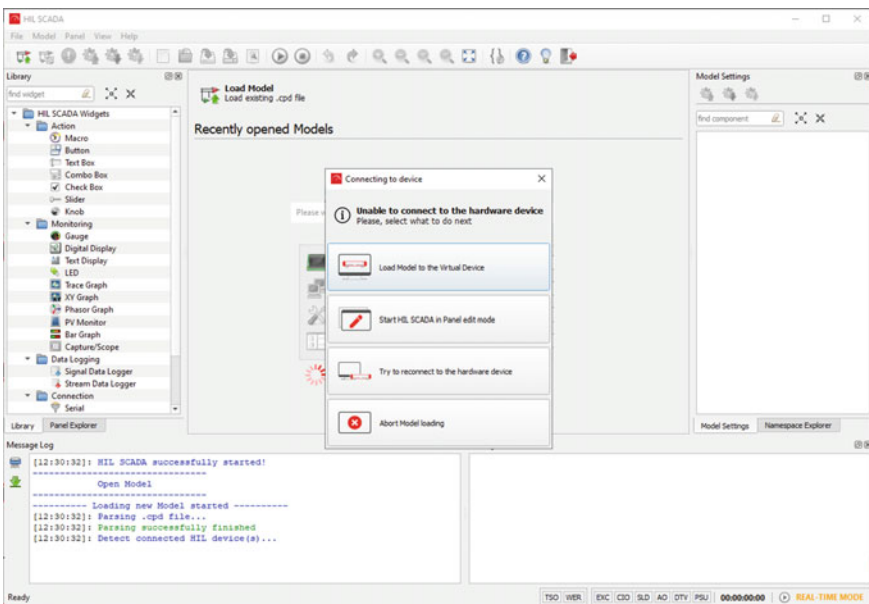 HIL SCADA
File Model Panel View Help
Library
find widget
HIL SCADA Widgets
Action
Macro
Button
Text Box
Combo Box
Check Box
Slider
Knob
Monitoring
Gauge
Digital Display
Text Display
LED
Trace Graph
XY Graph
Phasor Graph
PV Monitor
Bar Graph
Capture/Scope
Data Logging
Signal Data Logger
Stream Data Logger
Connection
Serial
Library Panel Explorer
Load Model
Load existing .cpd file
Recently opened Models
Please
Connecting to device
Unable to connect to the hardware device
Please, select what to do next
Load Model to the Virtual Device
Start HIL SCADA in Panel edit mode
Try to reconnect to the hardware device
Abort Model loading
Model Settings
find component
Model Settings Namespace Explorer
Message Log
[12:30:32]: HIL SCADA successfully started!
--------------------------------
Open Model
--------------------------------
---------- Loading new Model started ----------
[12:30:32]: Parsing .cpd file...
[12:30:32]: Parsing successfully finished
[12:30:32]: Detect connected HIL device(s)...
Ready
TSO WER EXC CIO SLD AO DTV PSU 00:00:00:00 REAL-TIME MODE